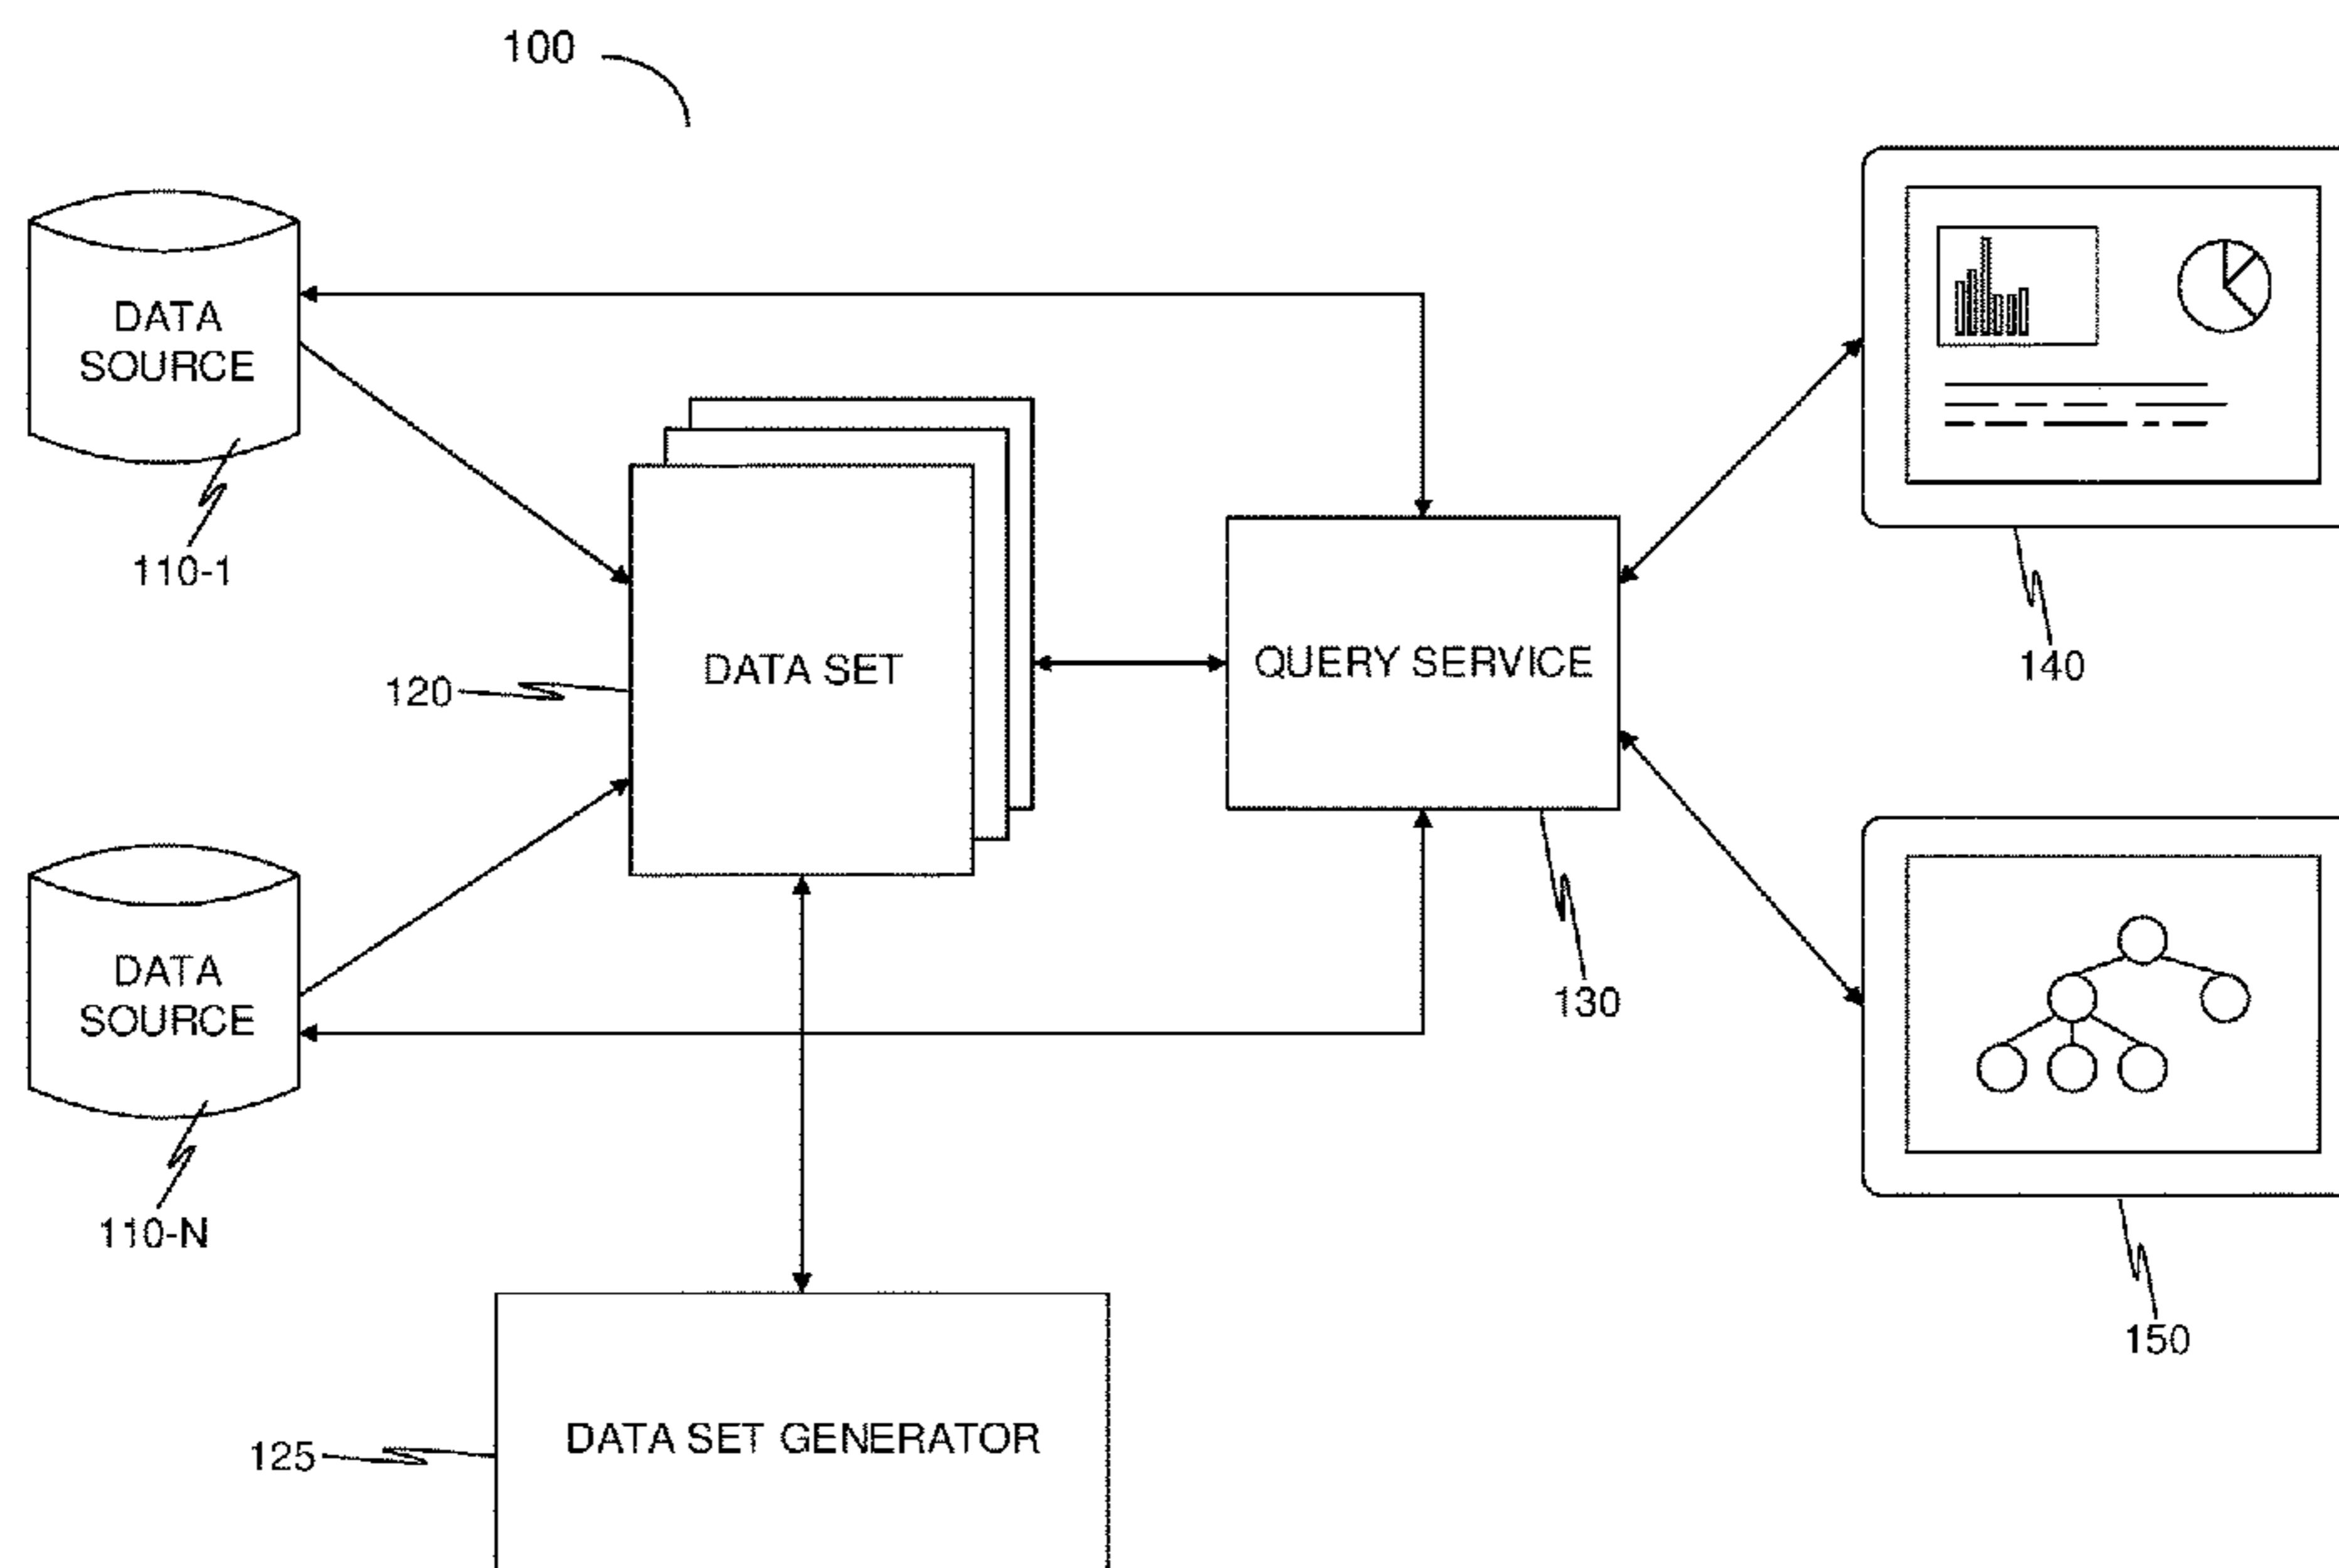 100
DATA
SOURCE
110-1
DATA SET
120
QUERY SERVICE
140
130
DATA
SOURCE
110-N
150
DATA SET GENERATOR
125